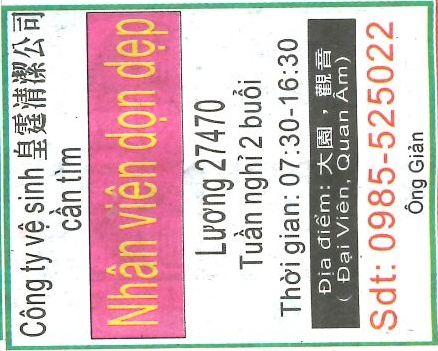 Công ty vệ sinh 皇霆清潔公司
cần tìm
Nhân viên dọn dẹp
Lương 27470
Tuần nghỉ 2 buổi
Thời gian: 07:30-16:30
Địa điểm: 大園，觀音
( Đại Viên, Quan Âm)
Sdt: 0985-525022
Ông Giản